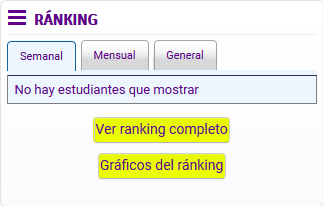 RÁNKING
Semanal Mensual General
No hay estudiantes que mostrar
Ver ranking completo
Gráficos del ránking